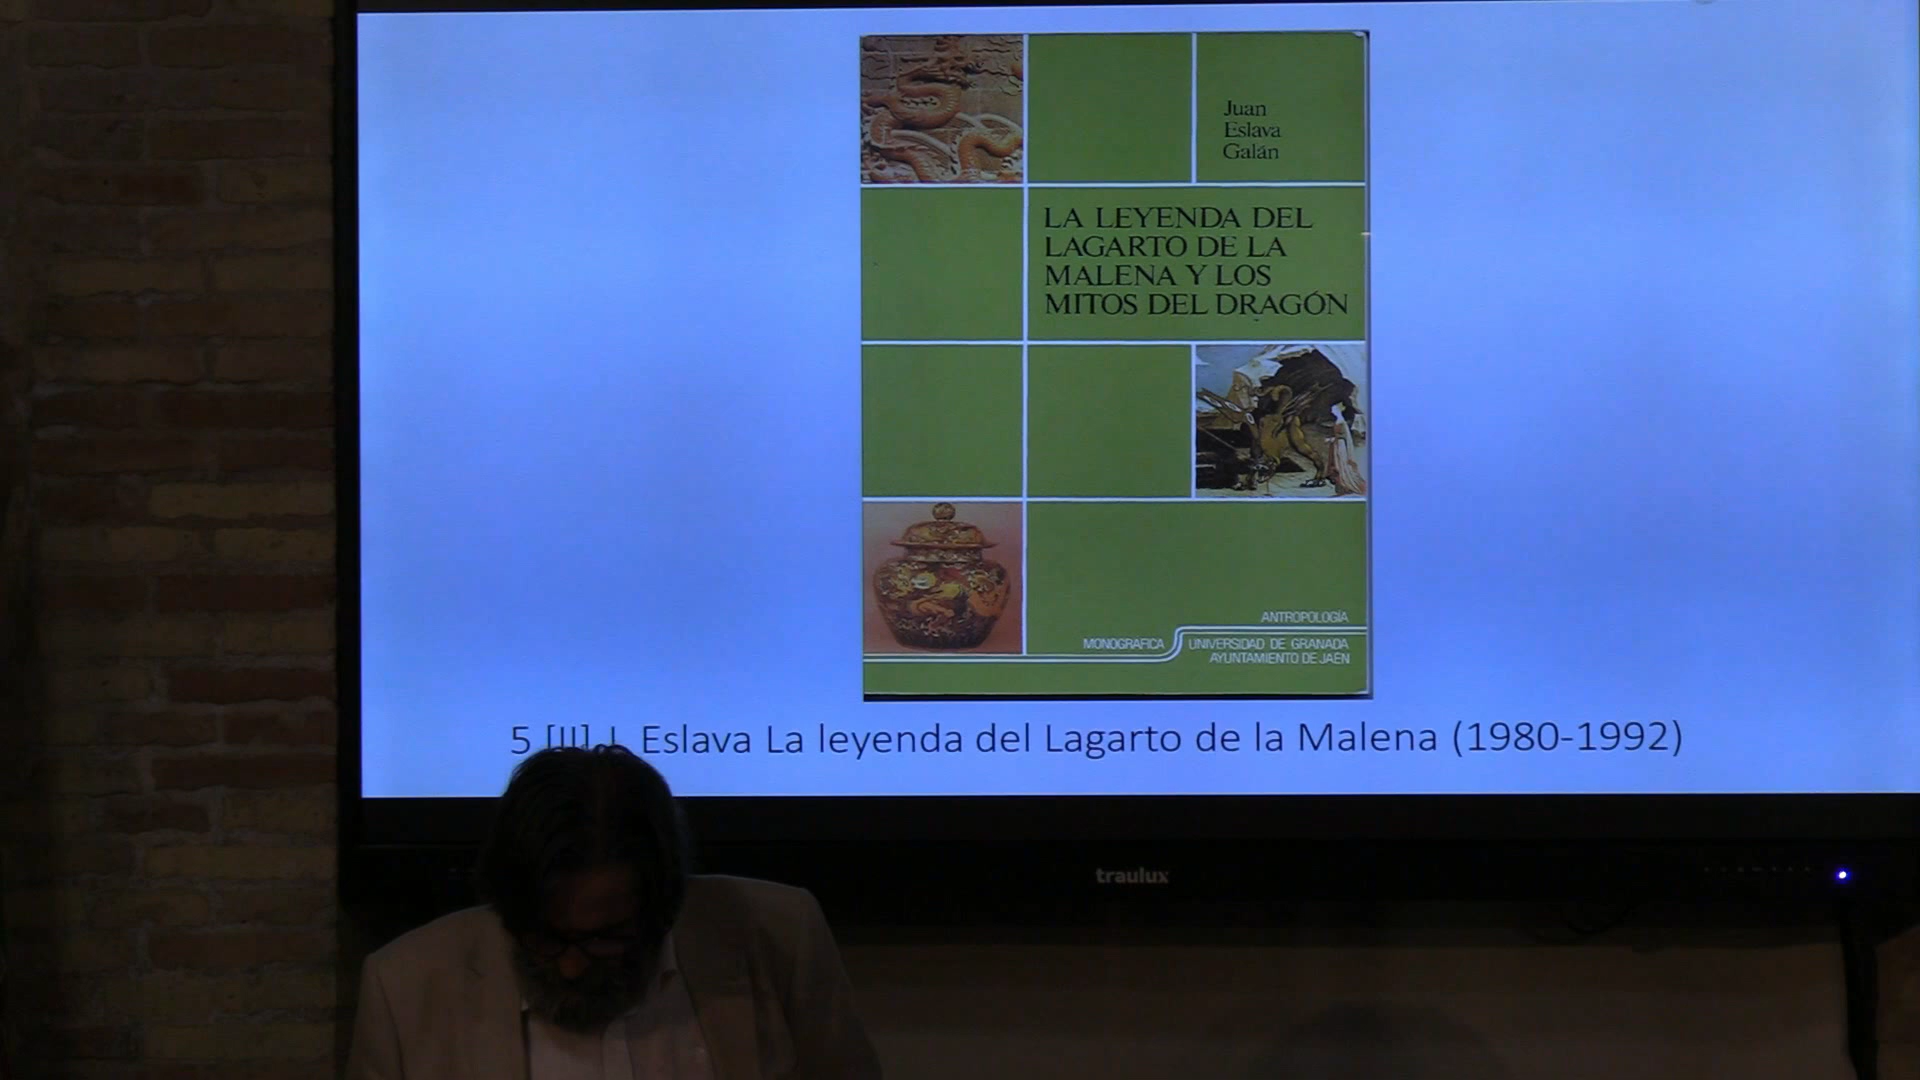 Juan
Eslava
Galán
LA LEYENDA DEL
LAGARTO DE LA
MALENA Y LOS
MITOS DEL DRAGÓN
ANTROPOLOGÍA
MONOGRAFICA
UNIVERSIDAD DE GRANADA
AYUNTAMIENTO DE JAÉN
5 [II] J. Eslava La leyenda del Lagarto de la Malena (1980-1992)
traulux